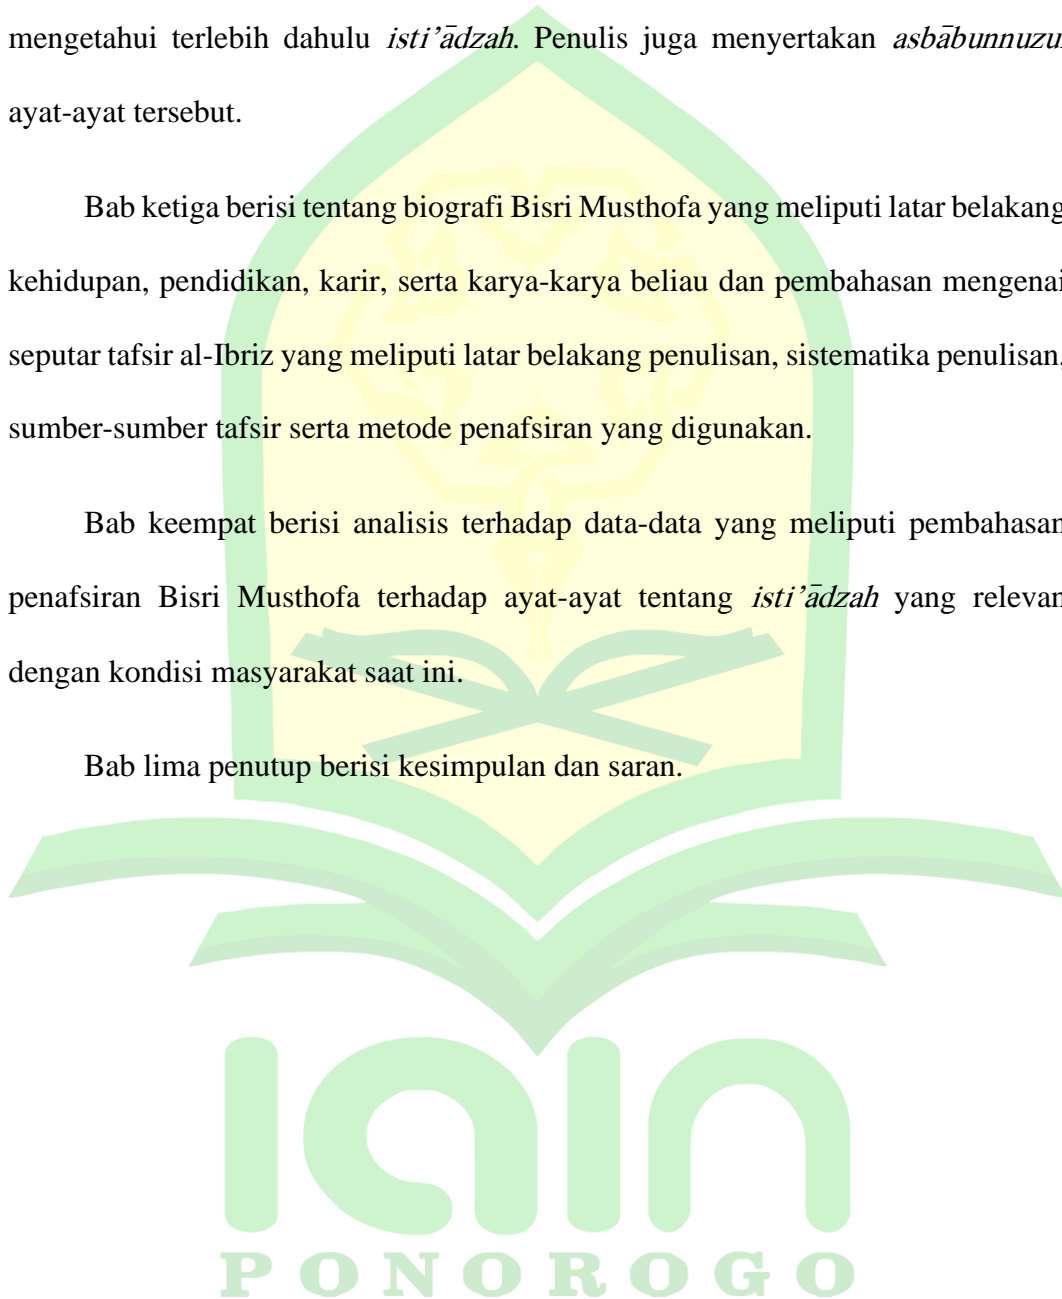 mengetahui terlebih dahulu isti'ādzah. Penulis juga menyertakan asbābunnuzul
ayat-ayat tersebut.
Bab ketiga berisi tentang biografi Bisri Musthofa yang meliputi latar belakang
kehidupan, pendidikan, karir, serta karya-karya beliau dan pembahasan mengenai
seputar tafsir al-Ibriz yang meliputi latar belakang penulisan, sistematika penulisan,
sumber-sumber tafsir serta metode penafsiran yang digunakan.
Bab keempat berisi analisis terhadap data-data yang meliputi pembahasan
penafsiran Bisri Musthofa terhadap ayat-ayat tentang isti'ādzah yang relevan
dengan kondisi masyarakat saat ini.
Bab lima penutup berisi kesimpulan dan saran.
iain
PONOROGO